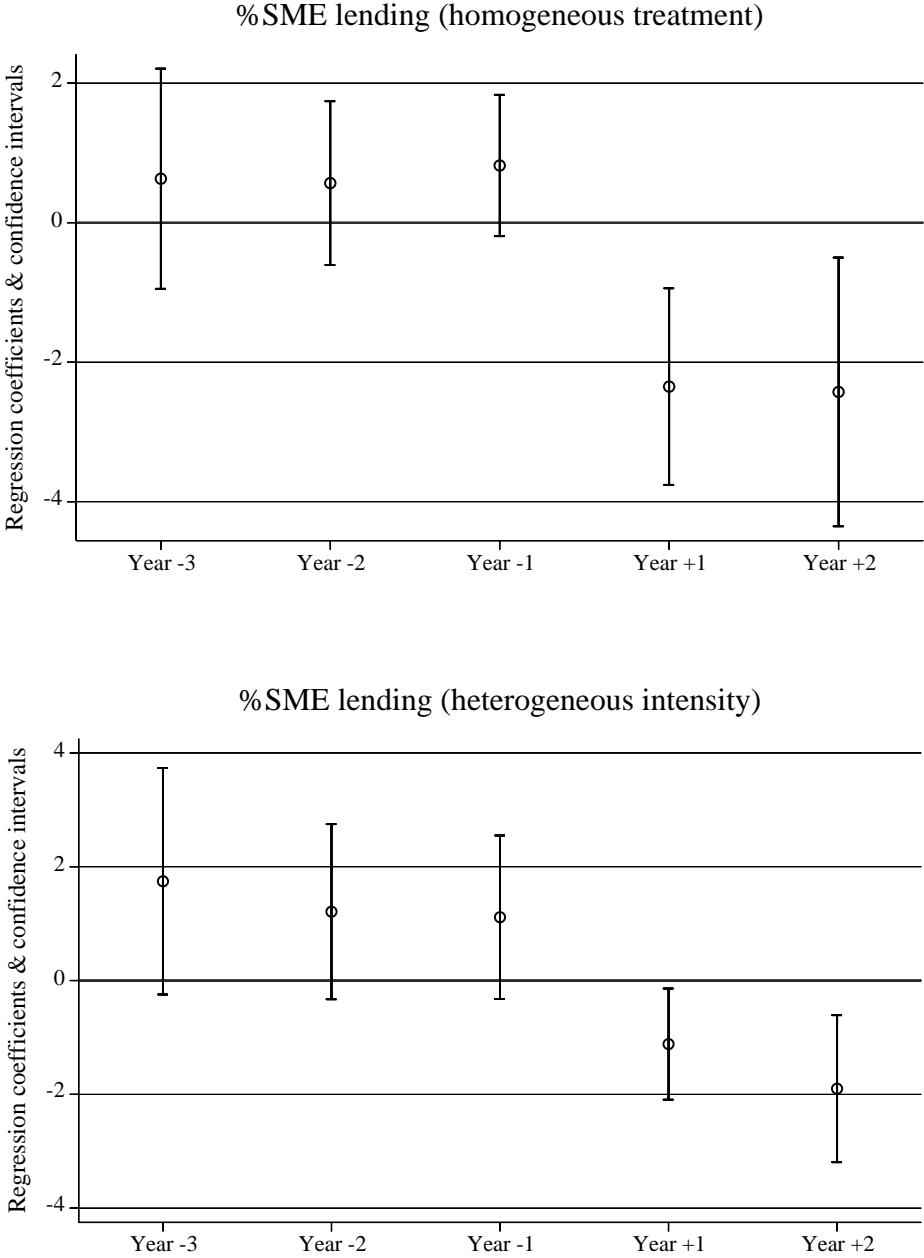 %SME lending (homogeneous treatment)
Regression coefficients & confidence intervals
2
0
-2
-4
Year -3 Year -2 Year -1 Year +1 Year +2
%SME lending (heterogeneous intensity)
Regression coefficients & confidence intervals
4
2
0
-2
-4
Year -3 Year -2 Year -1 Year +1 Year +2